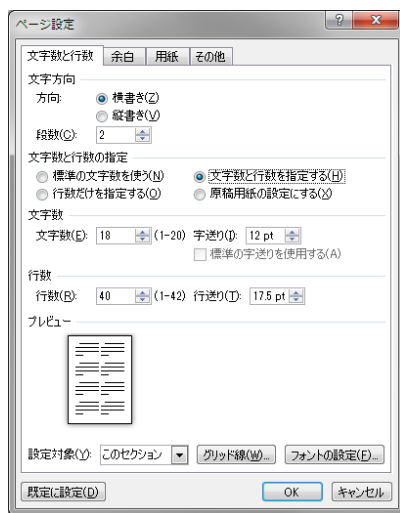 ページ設定
文字数と行数 余白 用紙 その他
文字方向
方向: 横書き(Z)
縦書き(V)
段数(C): 2
文字数と行数の指定
標準の文字数を使う(N) 文字数と行数を指定する(H)
行数だけを指定する(O) 原稿用紙の設定にする(X)
文字数
文字数(E): 18 (1-20) 字送り(I): 12 pt
標準の字送りを使用する(A)
行数
行数(R): 40 (1-42) 行送り(T): 17.5 pt
プレビュー
設定対象(Y): このセクション グリッド線(W)... フォントの設定(F)...
既定に設定(D) OK キャンセル